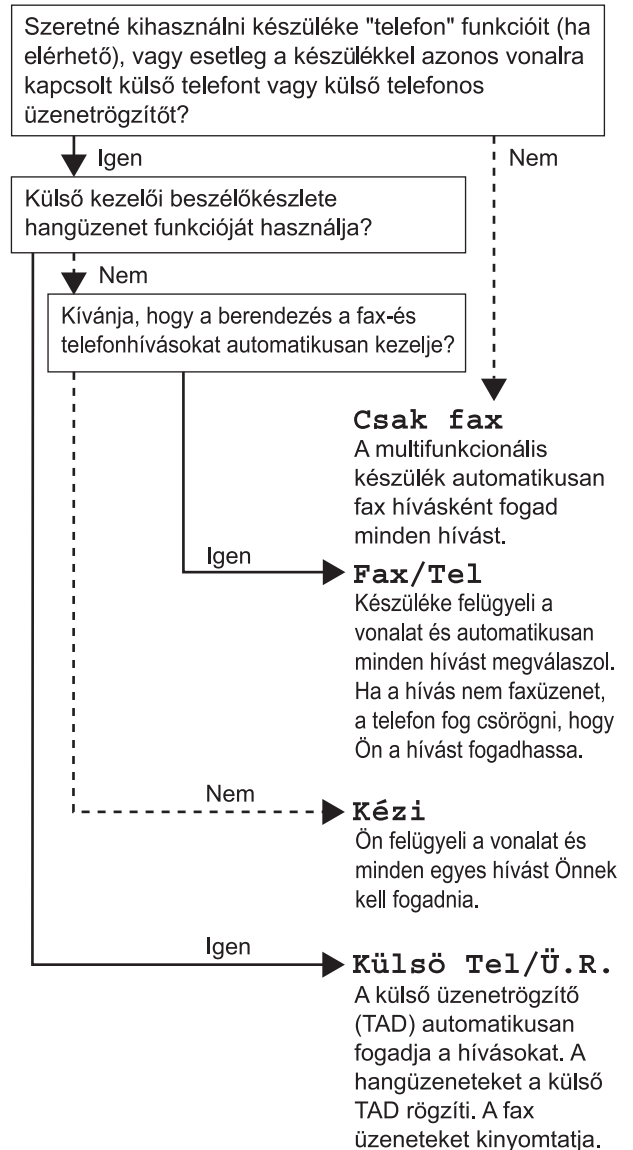 Szeretné kihasználni készüléke "telefon" funkcióit (ha
elérhető), vagy esetleg a készülékkel azonos vonalra
kapcsolt külső telefont vagy külső telefonos
üzenetrögzítőt?
Igen
Nem
Külső kezelői beszélőkészlete
hangüzenet funkcióját használja?
Nem
Kívánja, hogy a berendezés a fax-és
telefonhívásokat automatikusan kezelje?
Csak fax
A multifunkcionális
készülék automatikusan
fax hívásként fogad
minden hívást.
Igen
Fax/Tel
Készüléke felügyeli a
vonalat és automatikusan
minden hívást megválaszol.
Ha a hívás nem faxüzenet,
a telefon fog csörögni, hogy
Ön a hívást fogadhassa.
Nem
Kézi
Ön felügyeli a vonalat és
minden egyes hívást Önnek
kell fogadnia.
Igen
Külsö Tel/Ü.R.
A külső üzenetrögzítő
(TAD) automatikusan
fogadja a hívásokat. A
hangüzeneteket a külső
TAD rögzíti. A fax
üzeneteket kinyomtatja.